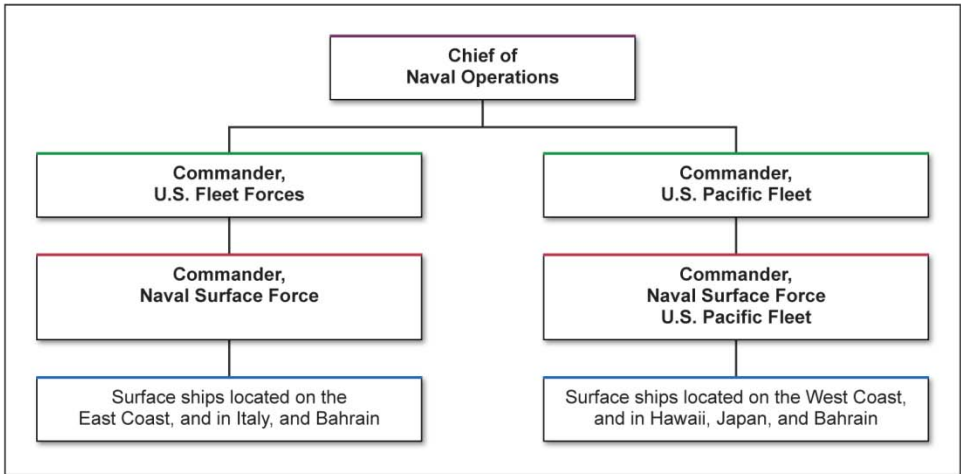 Chief of
Naval Operations
Commander,
U.S. Fleet Forces
Commander,
U.S. Pacific Fleet
Commander,
Naval Surface Force
Commander,
Naval Surface Force
U.S. Pacific Fleet
Surface ships located on the
East Coast, and in Italy, and Bahrain
Surface ships located on the West Coast,
and in Hawaii, Japan, and Bahrain